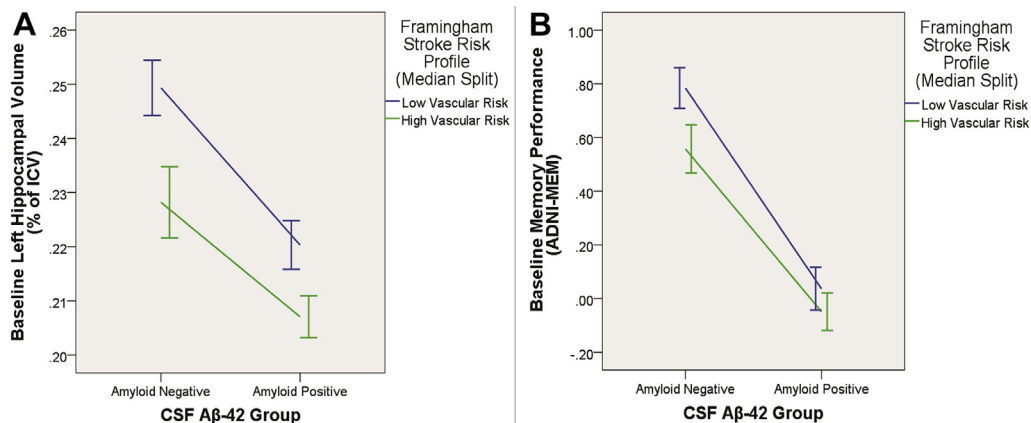 A
Baseline Left Hippocampal Volume
(% of ICV)
.26
.25
.24
.23
.22
.21
.20
Amyloid Negative
Amyloid Positive
CSF Aβ-42 Group
Framingham
Stroke Risk
Profile
(Median Split)
Low Vascular Risk
High Vascular Risk
B
Baseline Memory Performance
(ADNI-MEM)
1.00
.80
.60
.40
.20
.00
-.20
Amyloid Negative
Amyloid Positive
CSF Aβ-42 Group
Framingham
Stroke Risk
Profile
(Median Split)
Low Vascular Risk
High Vascular Risk